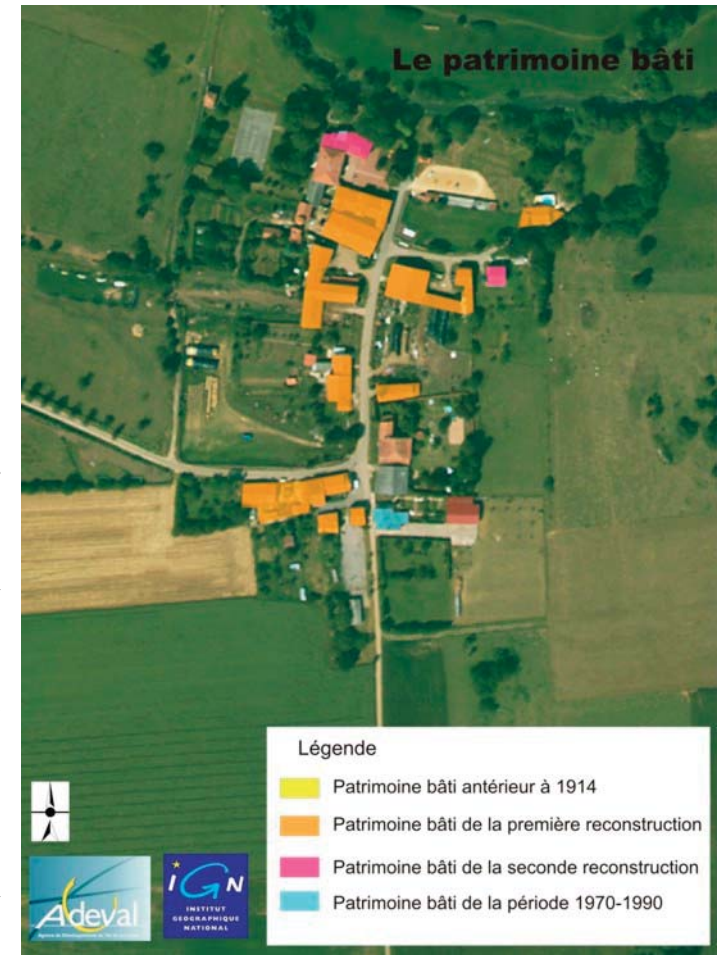 Le patrimoine bâti
Légende
Patrimoine bâti antérieur à 1914
Patrimoine bâti de la première reconstruction
Patrimoine bâti de la seconde reconstruction
Patrimoine bâti de la période 1970-1990
Adeval
IGN
INSTITUT
GEOGRAPHIQUE
NATIONAL